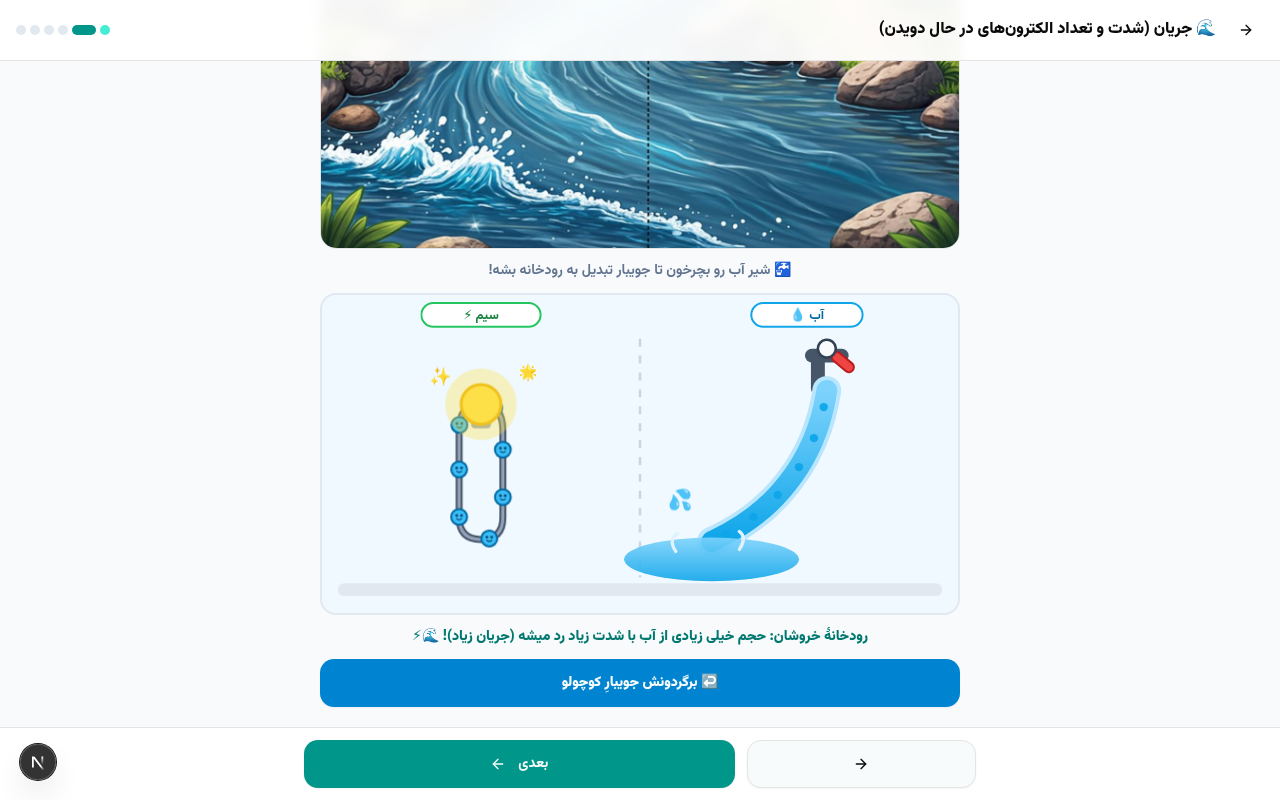 🌊 جریان (شدت و تعداد الکترون‌های در حال دویدن)
🚰 شیر آب رو بچرخون تا جویبار تبدیل به رودخانه بشه!
آب 💧
سیم ⚡
رودخانهٔ خروشان: حجم خیلی زیادی از آب با شدت زیاد رد میشه (جریان زیاد)! 🌊⚡
↩️ برگردونش جویبارِ کوچولو
بعدی
N